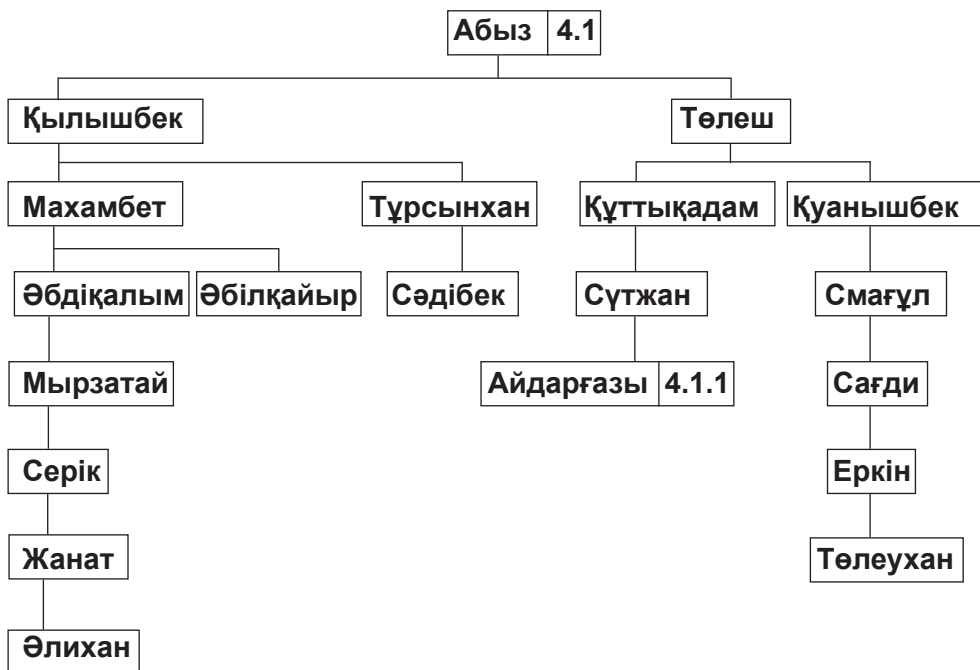 Абыз 4.1
Қылышбек Төлеш
Махамбет Тұрсынхан Құттықадам Қуанышбек
Әбдіқалым Әбілқайыр Сәдібек Сүтжан Смағұл
Мырзатай Айдарғазы 4.1.1 Сағди
Серік Еркін
Жанат Төлеухан
Әлихан